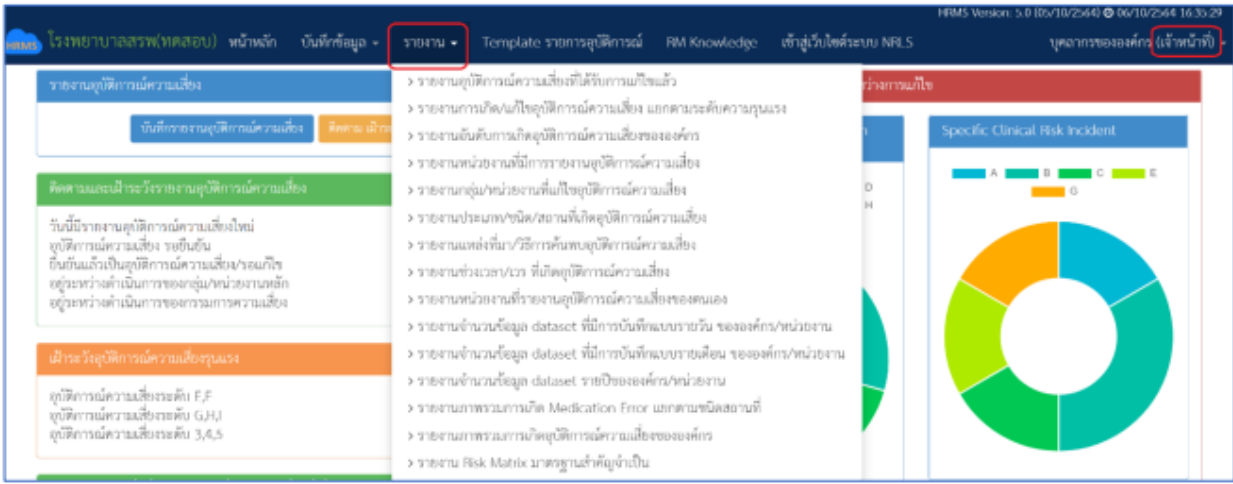 HRMS Version: 5.0 (05/10/2564) 06/10/2564 16:35:29
HRMS โรงพยาบาลสรพ(ทดสอบ) หน้าหลัก บันทึกข้อมูล รายงาน Template รายการอุบัติการณ์ RM Knowledge เข้าสู่เว็บไซต์ระบบ NRLS บุคลากรขององค์กร (เจ้าหน้าที่)
รายงานอุบัติการณ์ความเสี่ยง
บันทึกรายงานอุบัติการณ์ความเสี่ยง ติดตาม
ติดตามและเฝ้าระวังรายงานอุบัติการณ์ความเสี่ยง
วันนี้มีรายงานอุบัติการณ์ความเสี่ยงใหม่
อุบัติการณ์ความเสี่ยง รอยืนยัน
ยืนยันแล้วเป็นอุบัติการณ์ความเสี่ยง/รอแก้ไข
อยู่ระหว่างดำเนินการของกลุ่ม/หน่วยงานหลัก
อยู่ระหว่างดำเนินการของกรรมการความเสี่ยง
เฝ้าระวังอุบัติการณ์ความเสี่ยงรุนแรง
อุบัติการณ์ความเสี่ยงระดับ E,F
อุบัติการณ์ความเสี่ยงระดับ G,H,I
อุบัติการณ์ความเสี่ยงระดับ 3,4,5
> รายงานอุบัติการณ์ความเสี่ยงที่ได้รับการแก้ไขแล้ว
> รายงานการเกิด/แก้ไขอุบัติการณ์ความเสี่ยง แยกตามระดับความรุนแรง
> รายงานอันดับการเกิดอุบัติการณ์ความเสี่ยงขององค์กร
> รายงานหน่วยงานที่มีการรายงานอุบัติการณ์ความเสี่ยง
> รายงานกลุ่ม/หน่วยงานที่แก้ไขอุบัติการณ์ความเสี่ยง
> รายงานประเภท/ชนิด/สถานที่เกิดอุบัติการณ์ความเสี่ยง
> รายงานแหล่งที่มา/วิธีการค้นพบอุบัติการณ์ความเสี่ยง
> รายงานช่วงเวลา/เวร ที่เกิดอุบัติการณ์ความเสี่ยง
> รายงานหน่วยงานที่รายงานอุบัติการณ์ความเสี่ยงของตนเอง
> รายงานจำนวนข้อมูล dataset ที่มีการบันทึกแบบรายวัน ขององค์กร/หน่วยงาน
> รายงานจำนวนข้อมูล dataset ที่มีการบันทึกแบบรายเดือน ขององค์กร/หน่วยงาน
> รายงานจำนวนข้อมูล dataset รายปีขององค์กร/หน่วยงาน
> รายงานภาพรวมการเกิด Medication Error แยกตามชนิดสถานที่
> รายงานภาพรวมการเกิดอุบัติการณ์ความเสี่ยงขององค์กร
> รายงาน Risk Matrix มาตรฐานสำคัญจำเป็น
ว่างการแก้ไข
D
H
Specific Clinical Risk Incident
A B C E
G